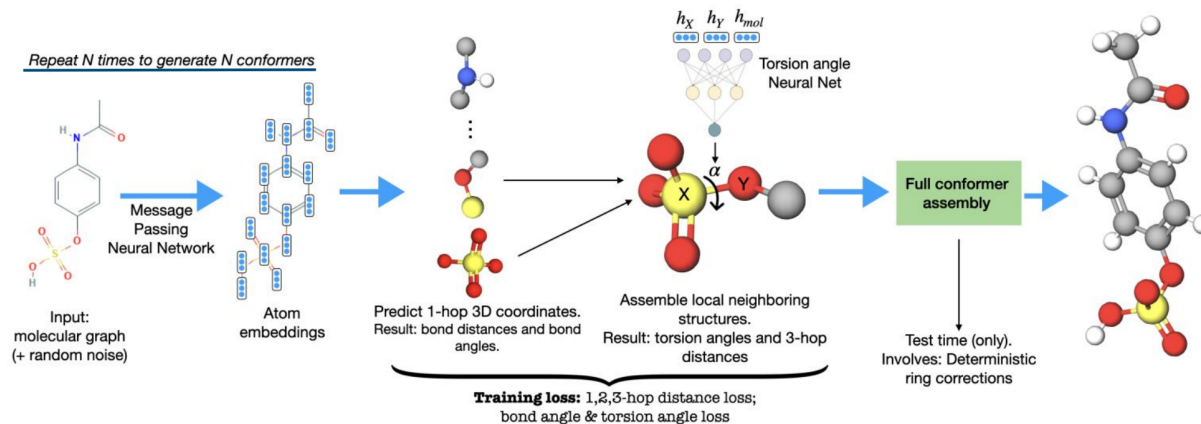 Repeat N times to generate N conformers
H
N
O
O
O
S
O
O
H
Input:
molecular graph
(+ random noise)
Message
Passing
Neural Network
Atom
embeddings
Predict 1-hop 3D coordinates.
Result: bond distances and bond
angles.
h_X h_Y h_mol
Torsion angle
Neural Net
α
X
Y
Assemble local neighboring
structures.
Result: torsion angles and 3-hop
distances
Training loss: 1,2,3-hop distance loss;
bond angle & torsion angle loss
Full conformer
assembly
Test time (only).
Involves: Deterministic
ring corrections